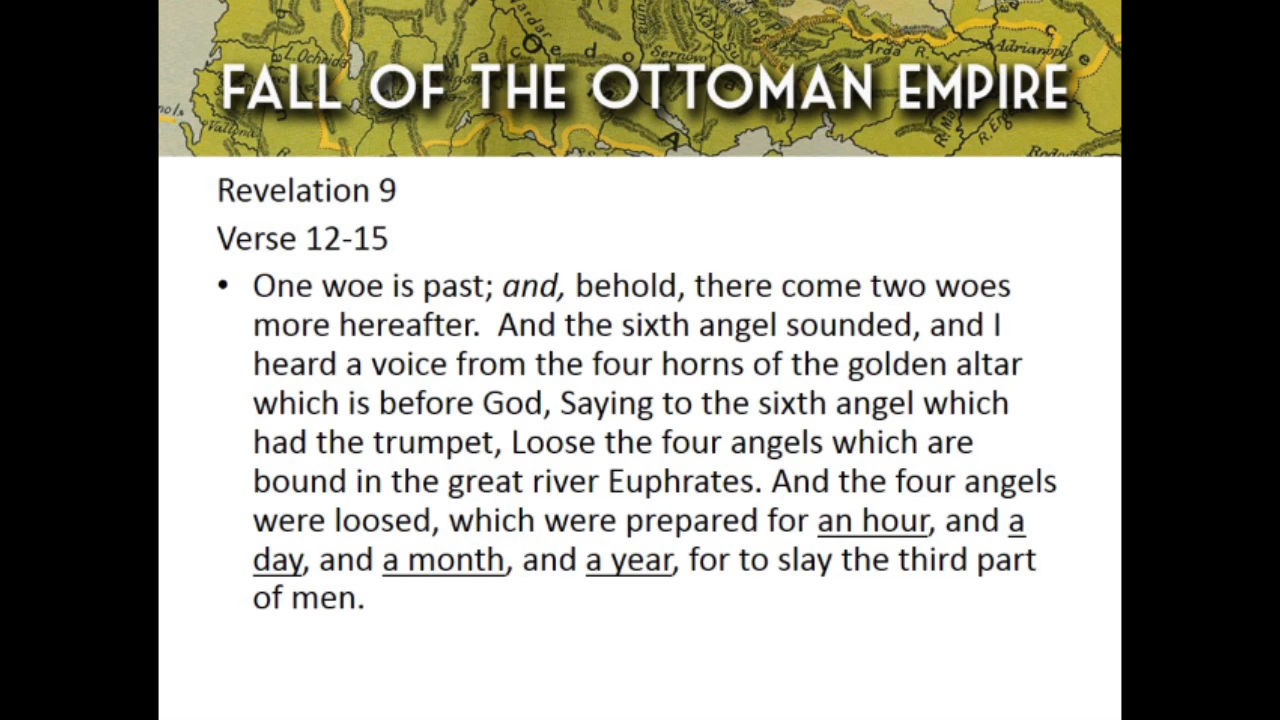 FALL OF THE OTTOMAN EMPIRE
L. Ochrida
Vallona
Arda R.
Adrianople
Revelation 9
Verse 12-15
• One woe is past; and, behold, there come two woes
more hereafter. And the sixth angel sounded, and I
heard a voice from the four horns of the golden altar
which is before God, Saying to the sixth angel which
had the trumpet, Loose the four angels which are
bound in the great river Euphrates. And the four angels
were loosed, which were prepared for an hour, and a
day, and a month, and a year, for to slay the third part
of men.